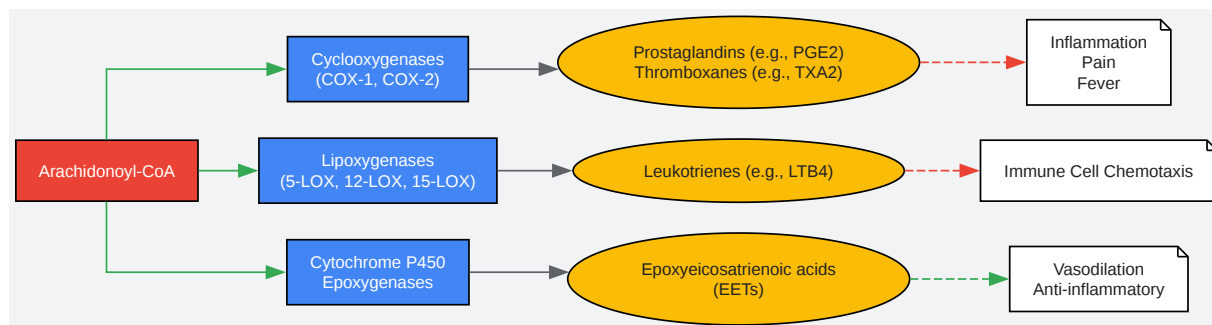 Cyclooxygenases
(COX-1, COX-2)
Prostaglandins (e.g., PGE2)
Thromboxanes (e.g., TXA2)
Inflammation
Pain
Fever
Arachidonoyl-CoA
Lipoxygenases
(5-LOX, 12-LOX, 15-LOX)
Leukotrienes (e.g., LTB4)
Immune Cell Chemotaxis
Cytochrome P450
Epoxygenases
Epoxyeicosatrienoic acids
(EETs)
Vasodilation
Anti-inflammatory